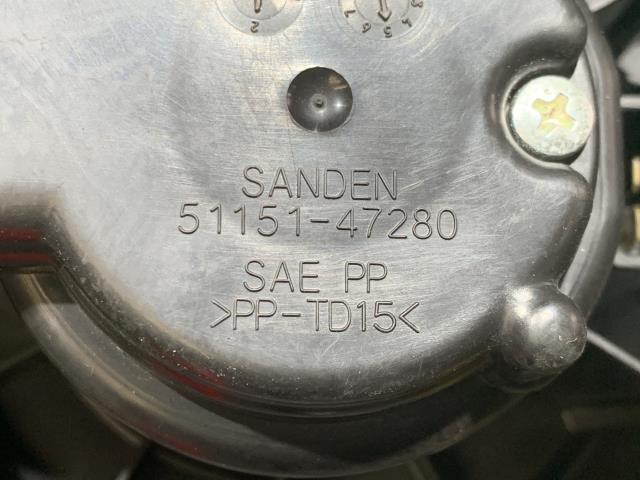 SANDEN
51151-47280
SAE PP
>PP-TD15<